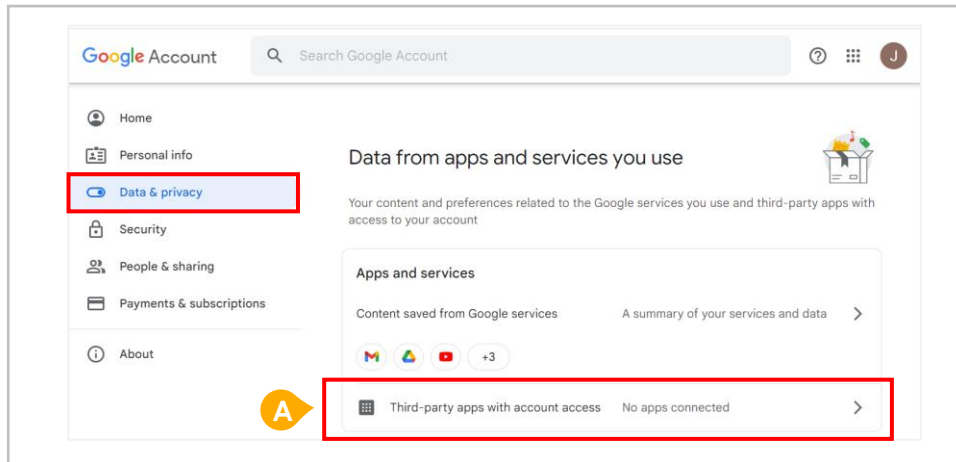 Google Account
Search Google Account
J
Home
Personal info
Data & privacy
Security
People & sharing
Payments & subscriptions
About
Data from apps and services you use
Your content and preferences related to the Google services you use and third-party apps with
access to your account
Apps and services
Content saved from Google services A summary of your services and data
+3
A
Third-party apps with account access No apps connected